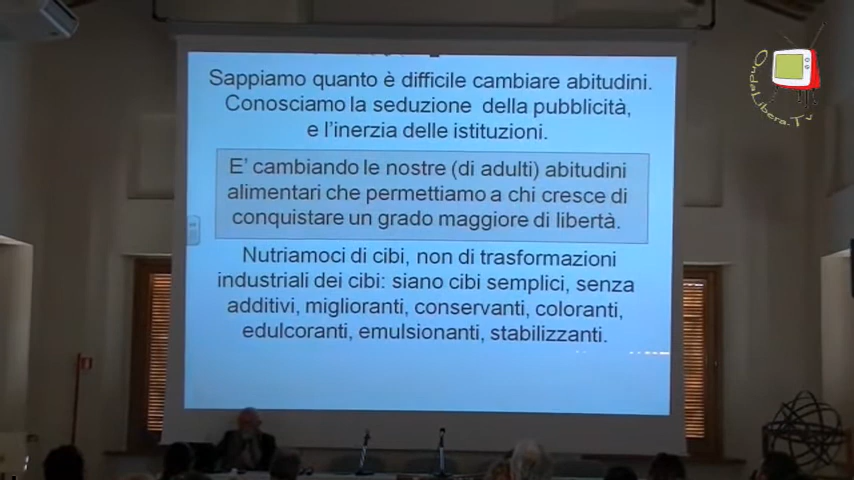 Sappiamo quanto è difficile cambiare abitudini.
Conosciamo la seduzione della pubblicità,
e l'inerzia delle istituzioni.
E' cambiando le nostre (di adulti) abitudini
alimentari che permettiamo a chi cresce di
conquistare un grado maggiore di libertà.
Nutriamoci di cibi, non di trasformazioni
industriali dei cibi: siano cibi semplici, senza
additivi, miglioranti, conservanti, coloranti,
edulcoranti, emulsionanti, stabilizzanti.
OndaLibera.Tv